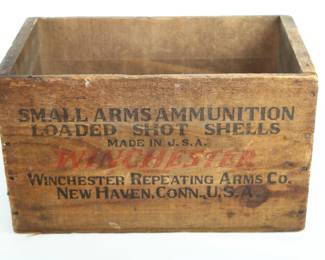 SMALL ARMS AMMUNITION
LOADED SHOT SHELLS
MADE IN U.S.A.
WINCHESTER
WINCHESTER REPEATING ARMS CO.
NEW HAVEN, CONN. U.S.A.